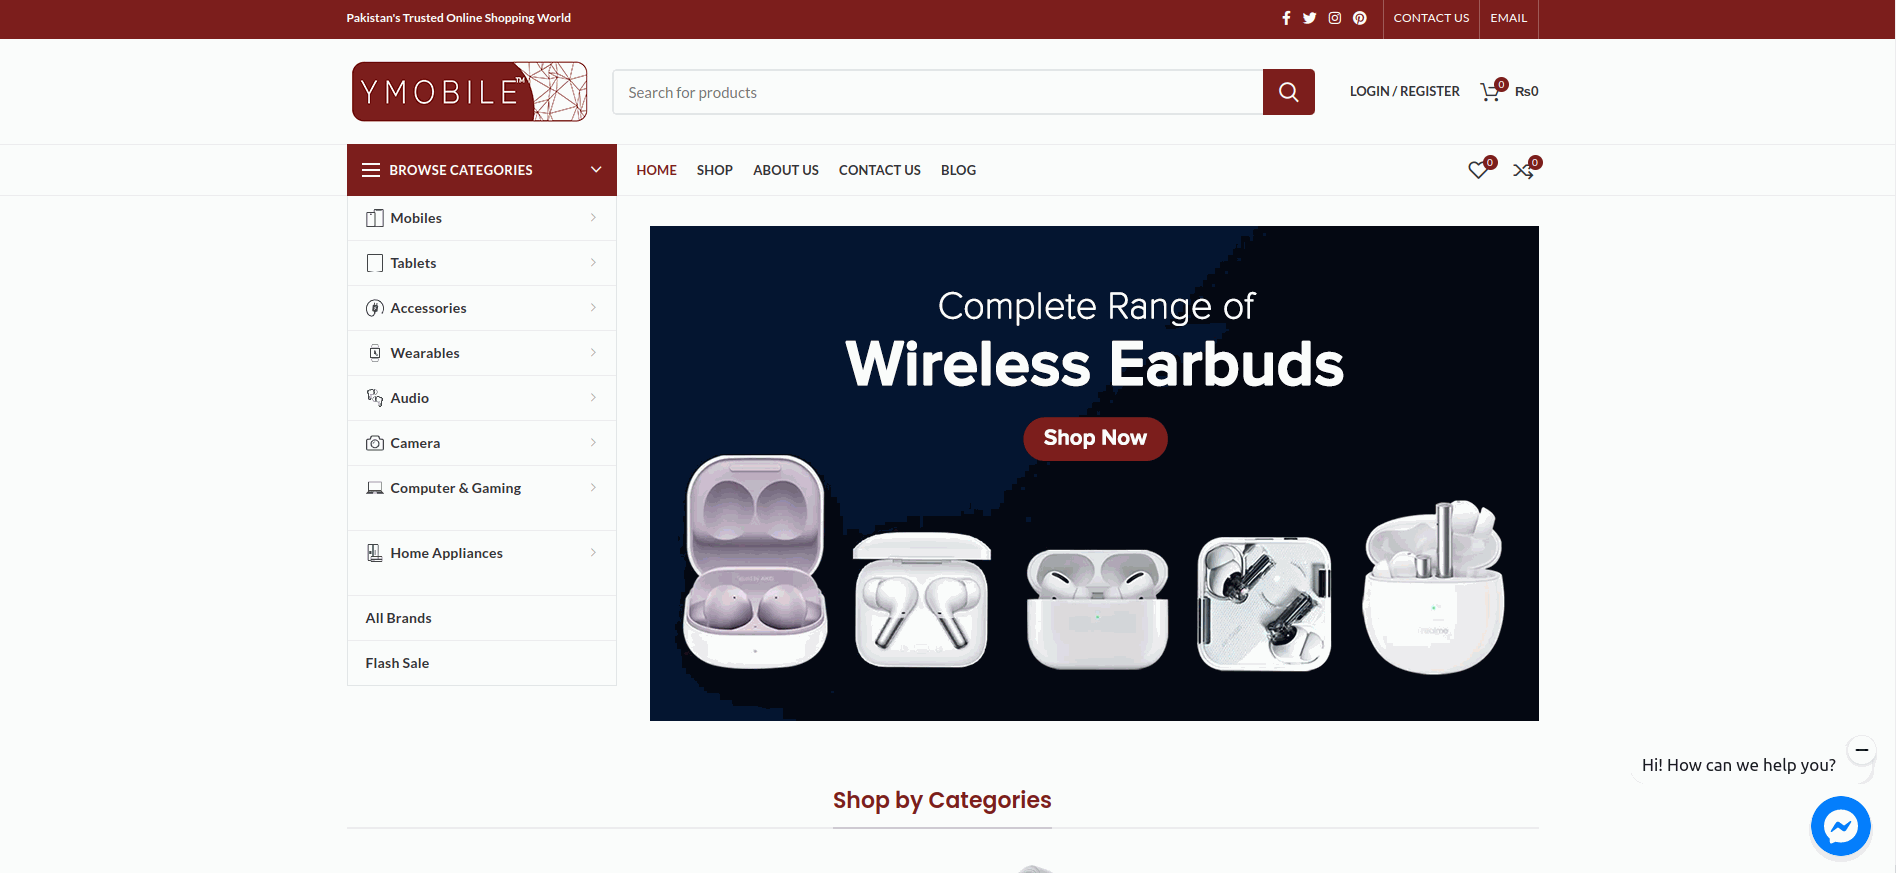 Pakistan's Trusted Online Shopping World
CONTACT US
EMAIL
YMOBILE™
Search for products
LOGIN / REGISTER
0
₨0
BROWSE CATEGORIES
HOME
SHOP
ABOUT US
CONTACT US
BLOG
0
0
Mobiles
Tablets
Accessories
Wearables
Audio
Camera
Computer & Gaming
Home Appliances
All Brands
Flash Sale
Complete Range of
Wireless Earbuds
Shop Now
realme
Hi! How can we help you?
Shop by Categories